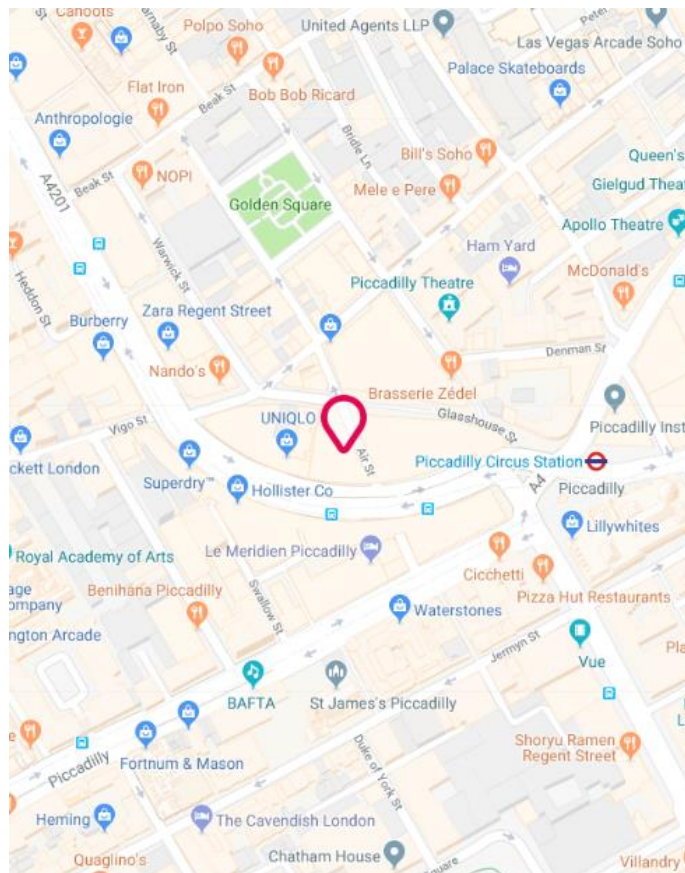 Canoots
Barnaby St
Polpo Soho
United Agents LLP
Peter
Las Vegas Arcade Soho
Palace Skateboards
Flat Iron
Beak St
Bob Bob Ricard
Anthropologie
Bridle Ln
Bill's Soho
Queen's
A4201
Beak St
NOPI
Mele e Pere
Gielgud Theat
Golden Square
Apollo Theatre
Warwick St
Ham Yard
McDonald's
Heddon St
Piccadilly Theatre
Burberry
Zara Regent Street
Denman St
Nando's
Brasserie Zédel
Vigo St
UNIQLO
Glasshouse St
Piccadilly Inst
Air St
ckett London
Superdry™
Piccadilly Circus Station
Hollister Co
A4
Piccadilly
Lillywhites
Royal Academy of Arts
Le Meridien Piccadilly
Cicchetti
age
ompany
Benihana Piccadilly
Swallow St
Pizza Hut Restaurants
ngton Arcade
Waterstones
Jermyn St
Vue
Pla
BAFTA
St James's Piccadilly
L
Shoryu Ramen
Regent Street
Piccadilly
Fortnum & Mason
Duke of York St
Heming
The Cavendish London
Quaglino's
Chatham House
Square
Villandry